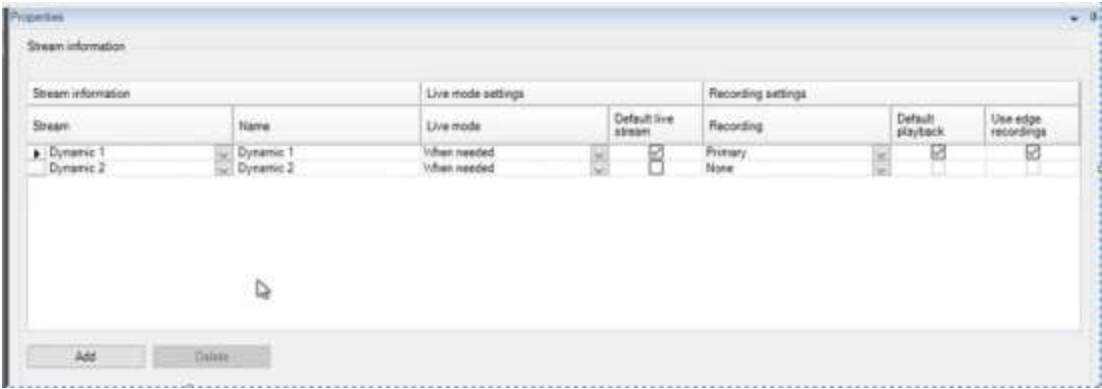 Properties
Stream information
Stream information Live mode settings Recording settings
Stream Name Live mode Default live stream Recording Default playback Use edge recordings
Dynamic 1 Dynamic 1 When needed Primary
Dynamic 2 Dynamic 2 When needed None
Add Delete